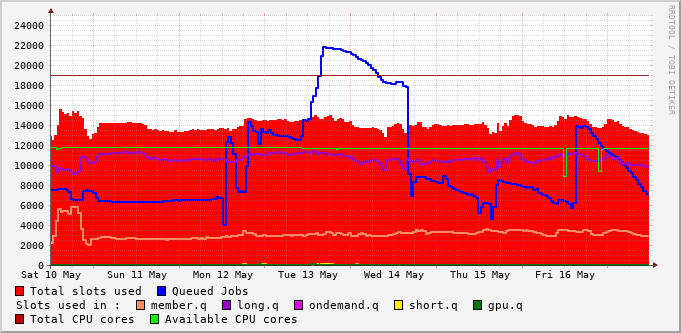 RRDTOOL / TOBI OETIKER
24000
22000
20000
18000
16000
14000
12000
10000
8000
6000
4000
2000
0
Sat 10 May Sun 11 May Mon 12 May Tue 13 May Wed 14 May Thu 15 May Fri 16 May
Total slots used Queued Jobs
Slots used in : member.q long.q ondemand.q short.q gpu.q
Total CPU cores Available CPU cores